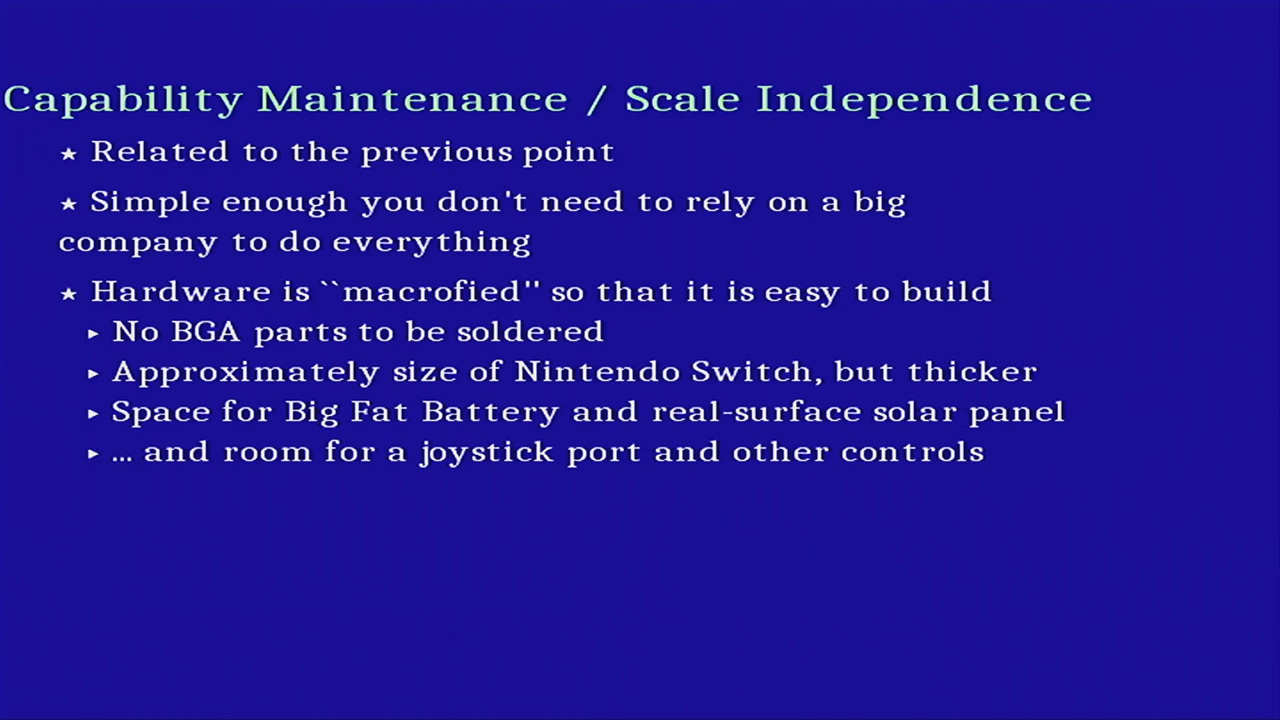 Capability Maintenance / Scale Independence
★ Related to the previous point
★ Simple enough you don't need to rely on a big
company to do everything
★ Hardware is ``macrofied'' so that it is easy to build
▸ No BGA parts to be soldered
▸ Approximately size of Nintendo Switch, but thicker
▸ Space for Big Fat Battery and real-surface solar panel
▸ ... and room for a joystick port and other controls